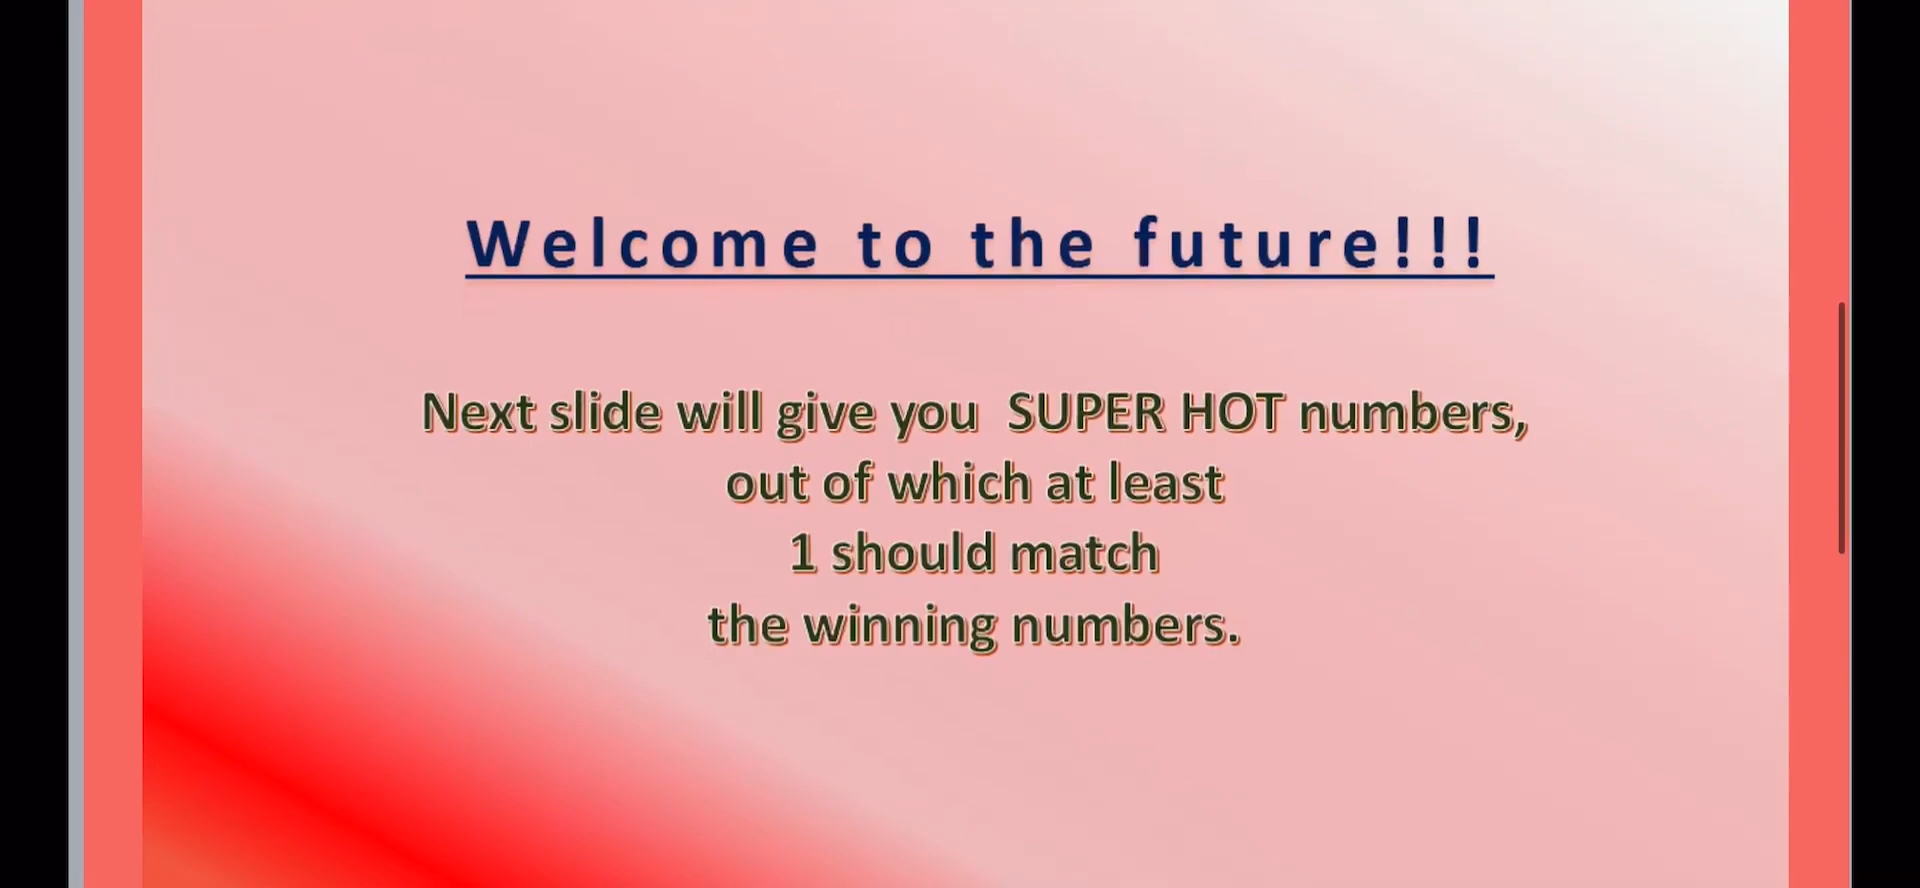 Welcome to the future!!!
Next slide will give you SUPER HOT numbers,
out of which at least
1 should match
the winning numbers.